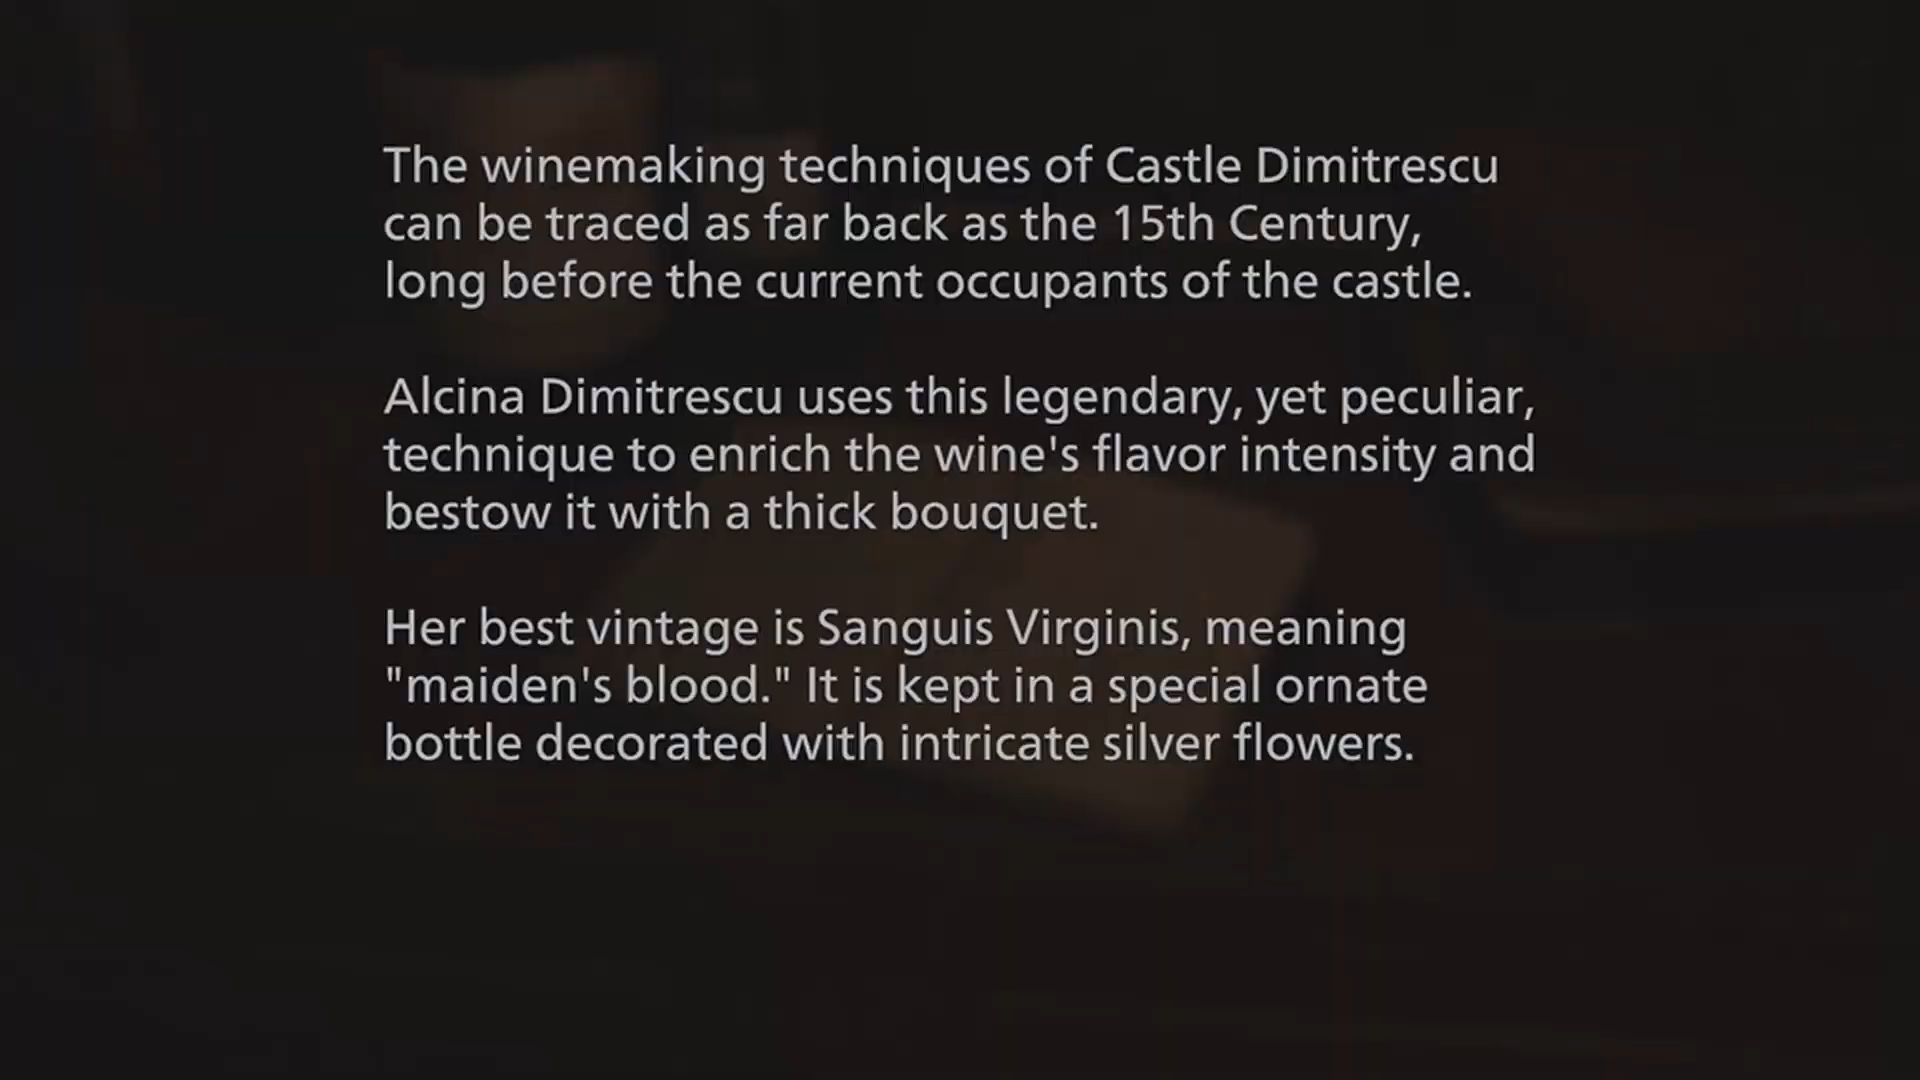 The winemaking techniques of Castle Dimitrescu
can be traced as far back as the 15th Century,
long before the current occupants of the castle.
Alcina Dimitrescu uses this legendary, yet peculiar,
technique to enrich the wine's flavor intensity and
bestow it with a thick bouquet.
Her best vintage is Sanguis Virginis, meaning
"maiden's blood." It is kept in a special ornate
bottle decorated with intricate silver flowers.